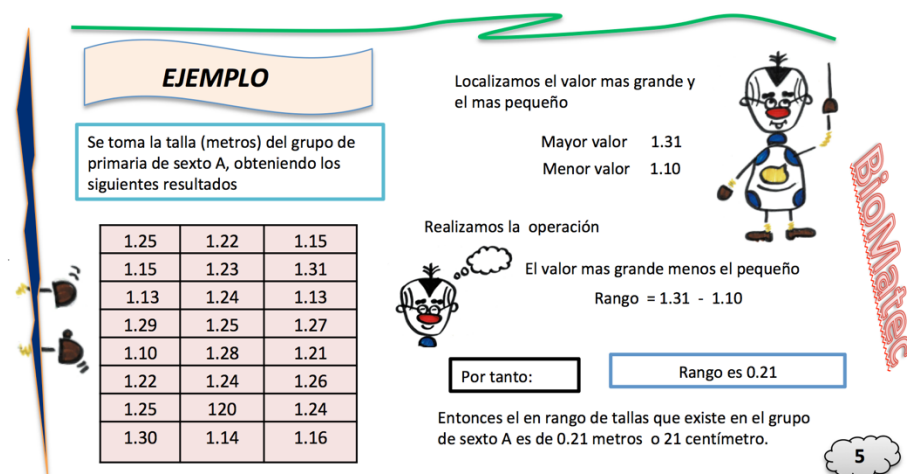 EJEMPLO
Se toma la talla (metros) del grupo de
primaria de sexto A, obteniendo los
siguientes resultados
1.25 1.22 1.15
1.15 1.23 1.31
1.13 1.24 1.13
1.29 1.25 1.27
1.10 1.28 1.21
1.22 1.24 1.26
1.25 120 1.24
1.30 1.14 1.16
Localizamos el valor mas grande y
el mas pequeño
Mayor valor 1.31
Menor valor 1.10
Realizamos la operación
El valor mas grande menos el pequeño
Rango = 1.31 - 1.10
Por tanto:
Rango es 0.21
Entonces el en rango de tallas que existe en el grupo
de sexto A es de 0.21 metros o 21 centímetro.
BioMatec
5